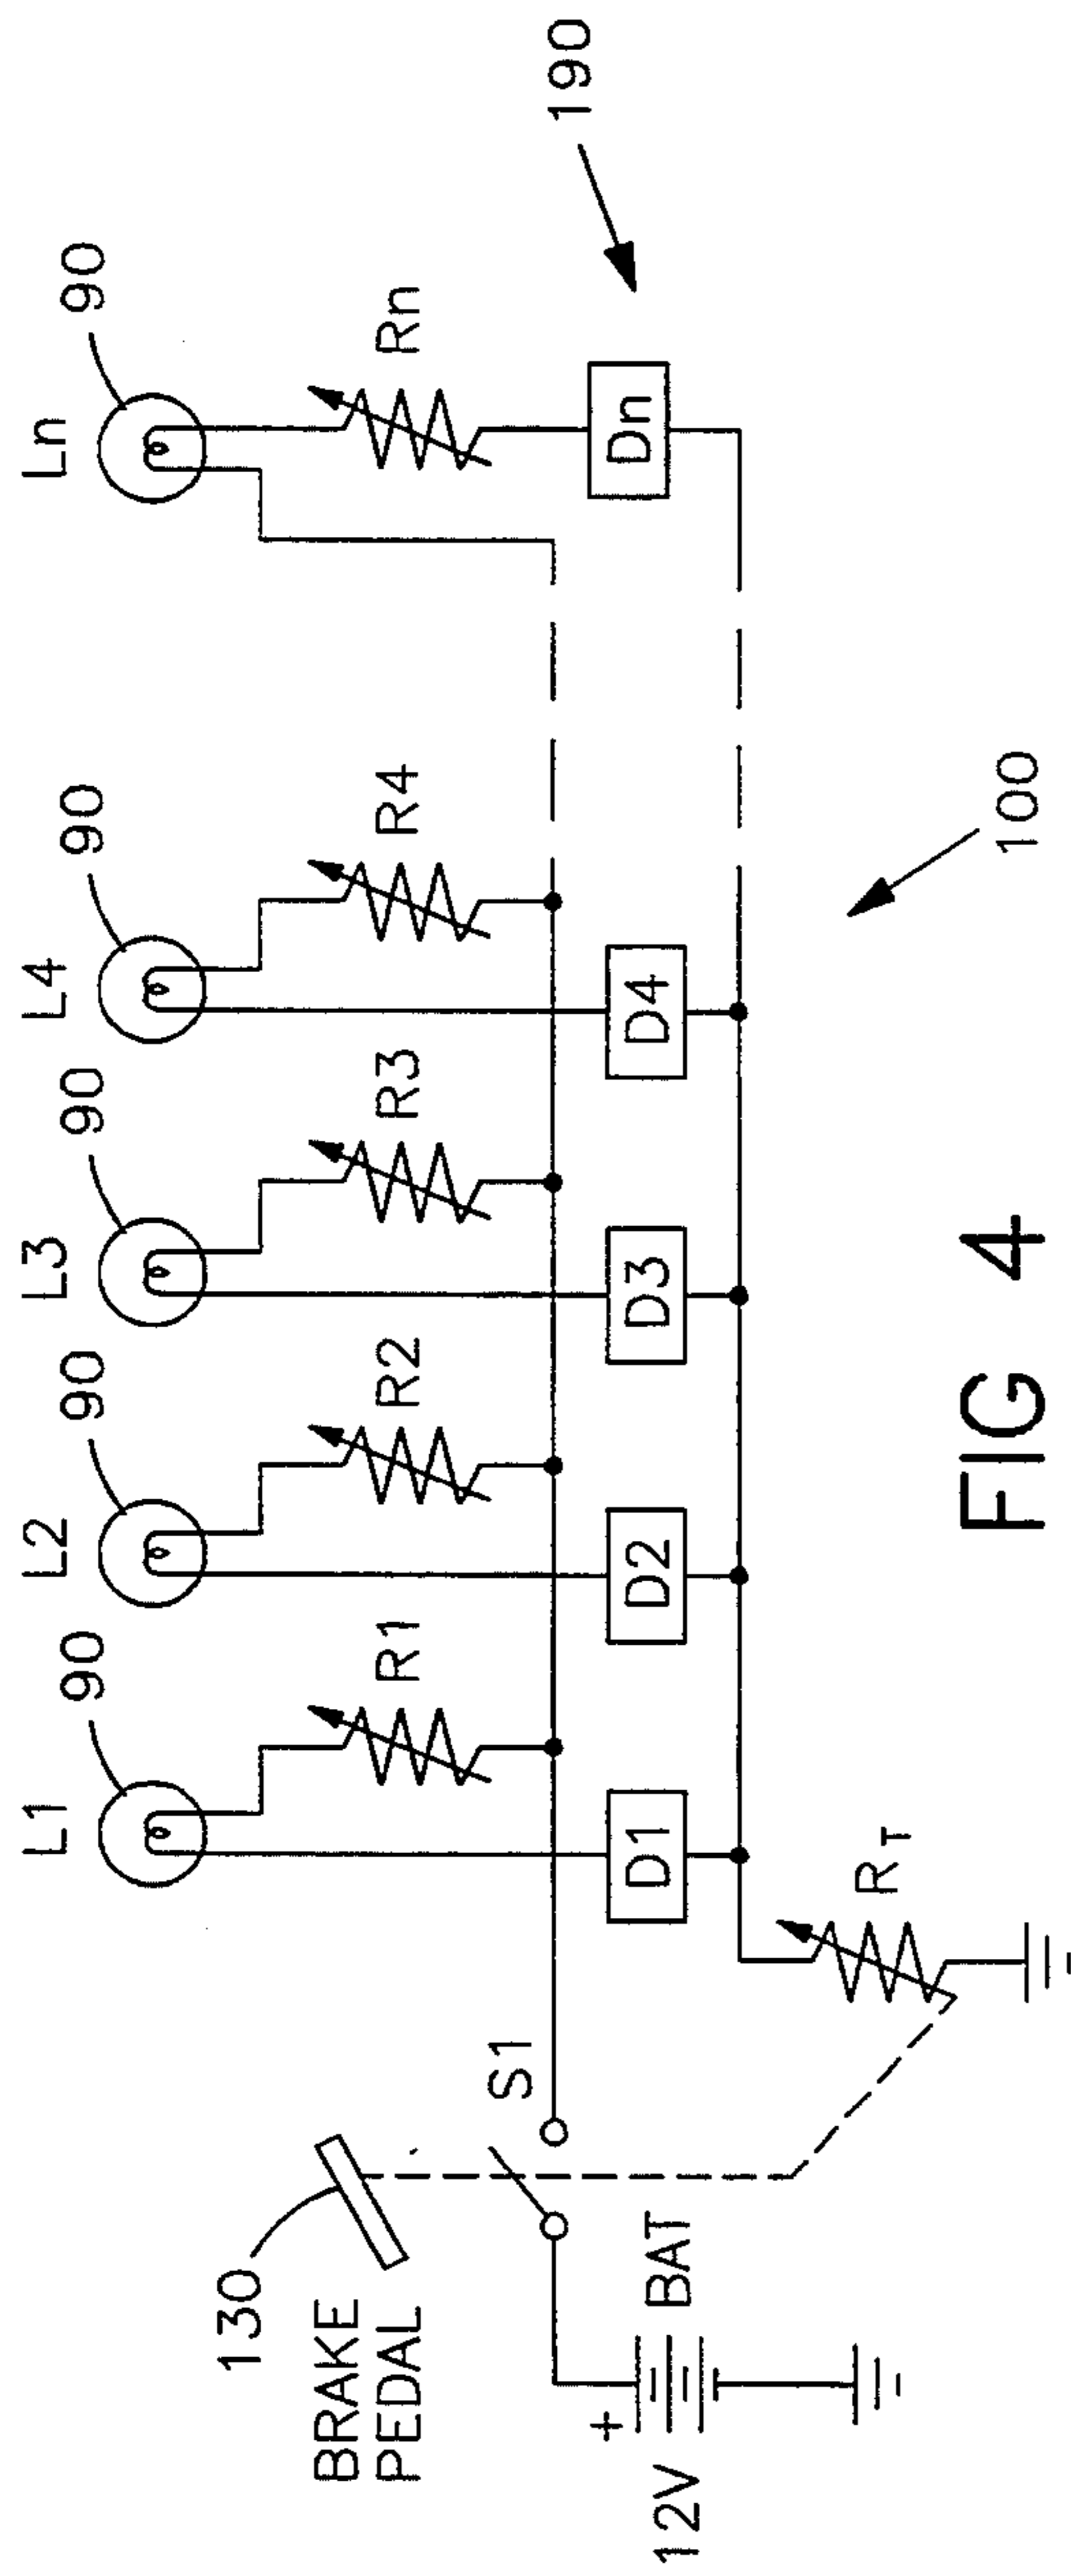 L1 L2 L3 L4 Ln
90 90 90 90 90
130
BRAKE
PEDAL
R1 R2 R3 R4 Rn
S1
190
+
12V
BAT
D1 D2 D3 D4 Dn
RT
100
FIG 4